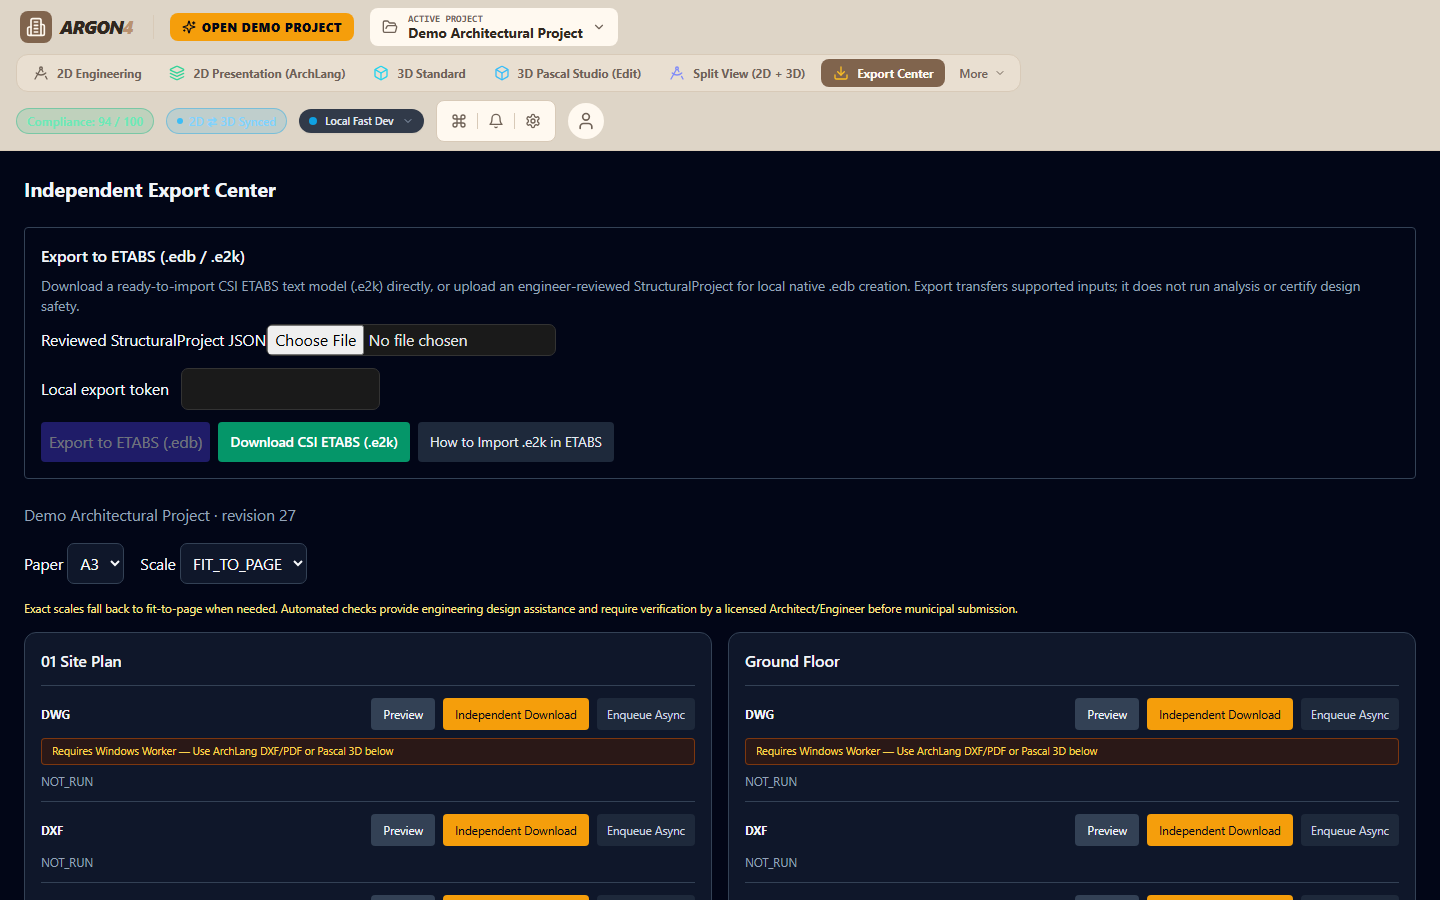 ARGON4
OPEN DEMO PROJECT
ACTIVE PROJECT
Demo Architectural Project
2D Engineering
2D Presentation (ArchLang)
3D Standard
3D Pascal Studio (Edit)
Split View (2D + 3D)
Export Center
More
Compliance: 94 / 100
2D ⇄ 3D Synced
Local Fast Dev
Independent Export Center
Export to ETABS (.edb / .e2k)
Download a ready-to-import CSI ETABS text model (.e2k) directly, or upload an engineer-reviewed StructuralProject for local native .edb creation. Export transfers supported inputs; it does not run analysis or certify design
safety.
Reviewed StructuralProject JSON Choose File No file chosen
Local export token
Export to ETABS (.edb)
Download CSI ETABS (.e2k)
How to Import .e2k in ETABS
Demo Architectural Project · revision 27
Paper A3 Scale FIT_TO_PAGE
Exact scales fall back to fit-to-page when needed. Automated checks provide engineering design assistance and require verification by a licensed Architect/Engineer before municipal submission.
01 Site Plan
DWG Preview Independent Download Enqueue Async
Requires Windows Worker — Use ArchLang DXF/PDF or Pascal 3D below
NOT_RUN
DXF Preview Independent Download Enqueue Async
NOT_RUN
Ground Floor
DWG Preview Independent Download Enqueue Async
Requires Windows Worker — Use ArchLang DXF/PDF or Pascal 3D below
NOT_RUN
DXF Preview Independent Download Enqueue Async
NOT_RUN